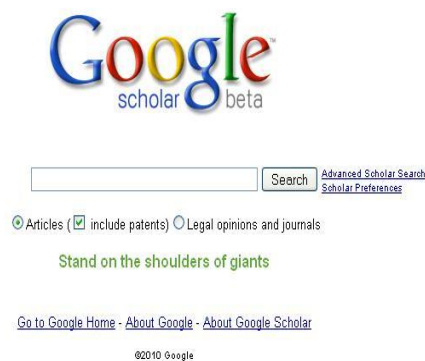 Google™
scholar beta
Search
Advanced Scholar Search
Scholar Preferences
Articles ( include patents) Legal opinions and journals
Stand on the shoulders of giants
Go to Google Home - About Google - About Google Scholar
©2010 Google